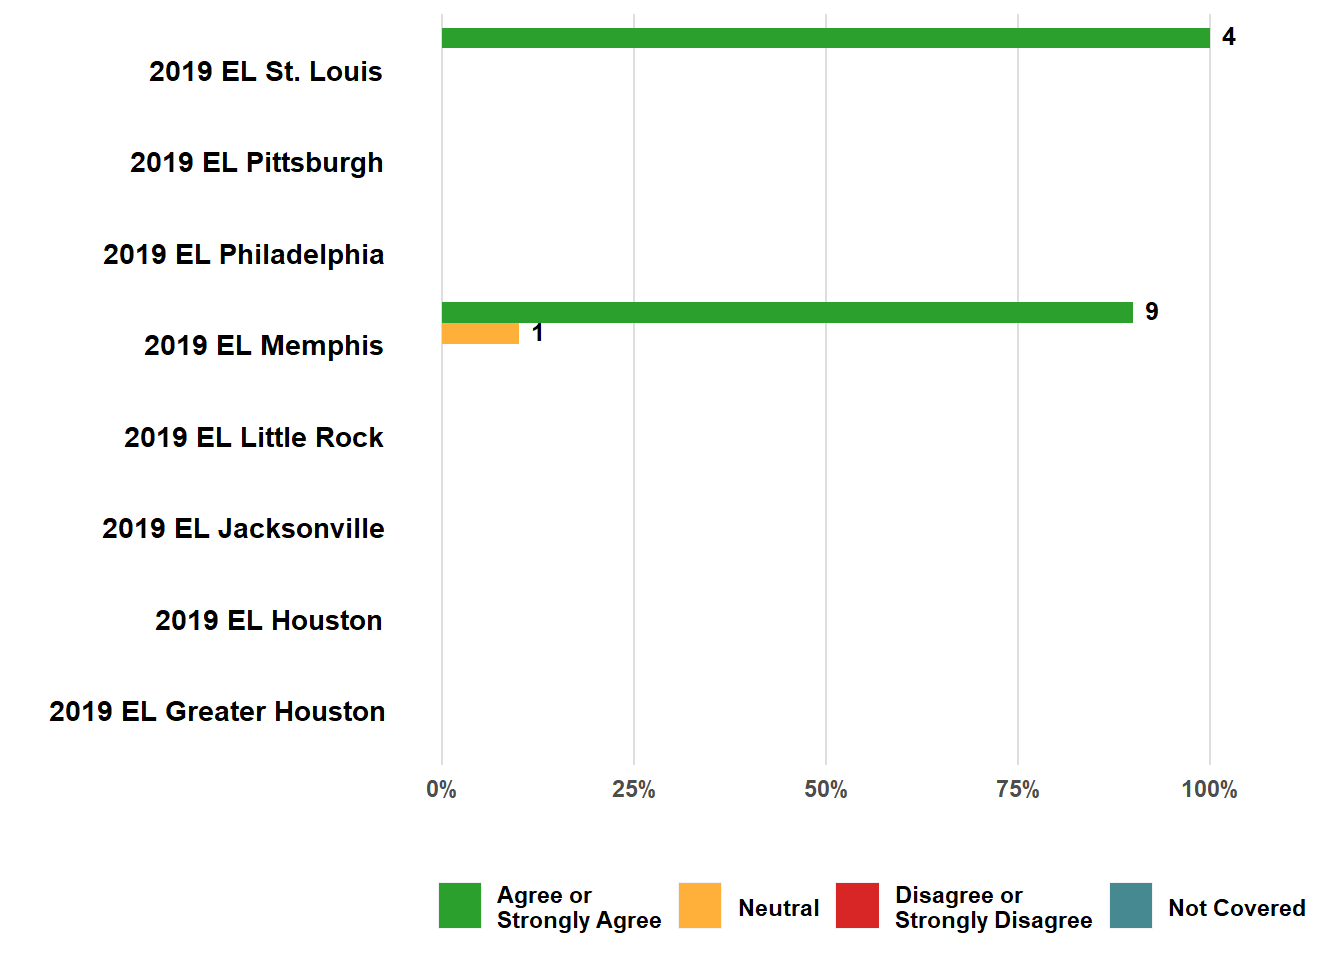 4
2019 EL St. Louis
2019 EL Pittsburgh
2019 EL Philadelphia
9
1
2019 EL Memphis
2019 EL Little Rock
2019 EL Jacksonville
2019 EL Houston
2019 EL Greater Houston
0% 25% 50% 75% 100%
Agree or
Strongly Agree
Neutral
Disagree or
Strongly Disagree
Not Covered